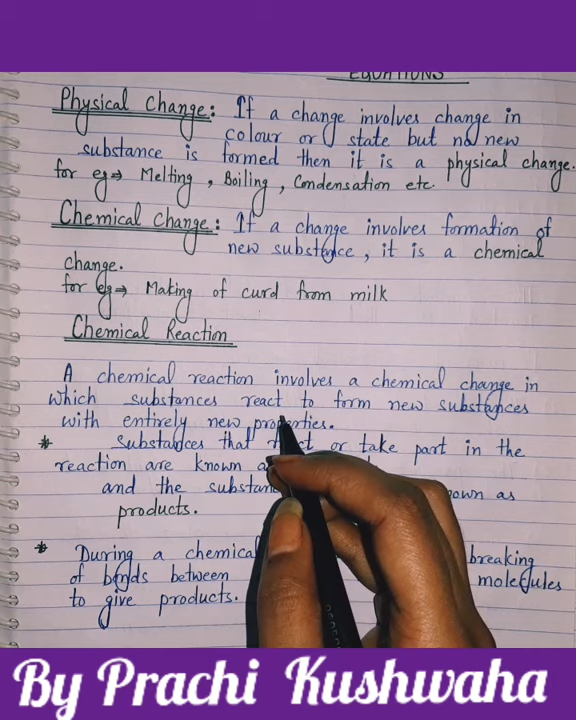 EQUATIONS
Physical Change: If a change involves change in
colour or state but no new
substance is formed then it is a physical change.
for eg⇒ Melting, Boiling, Condensation etc.
Chemical Change: If a change involves formation of
new substance, it is a chemical
change.
for eg⇒ Making of curd from milk
Chemical Reaction
A chemical reaction involves a chemical change in
which substances react to form new substances
with entirely new properties.
* Substances that react or take part in the
reaction are known
and the known as
products.
* During a chemical breaking
of bonds between molecules
to give products.
By Prachi Kushwaha